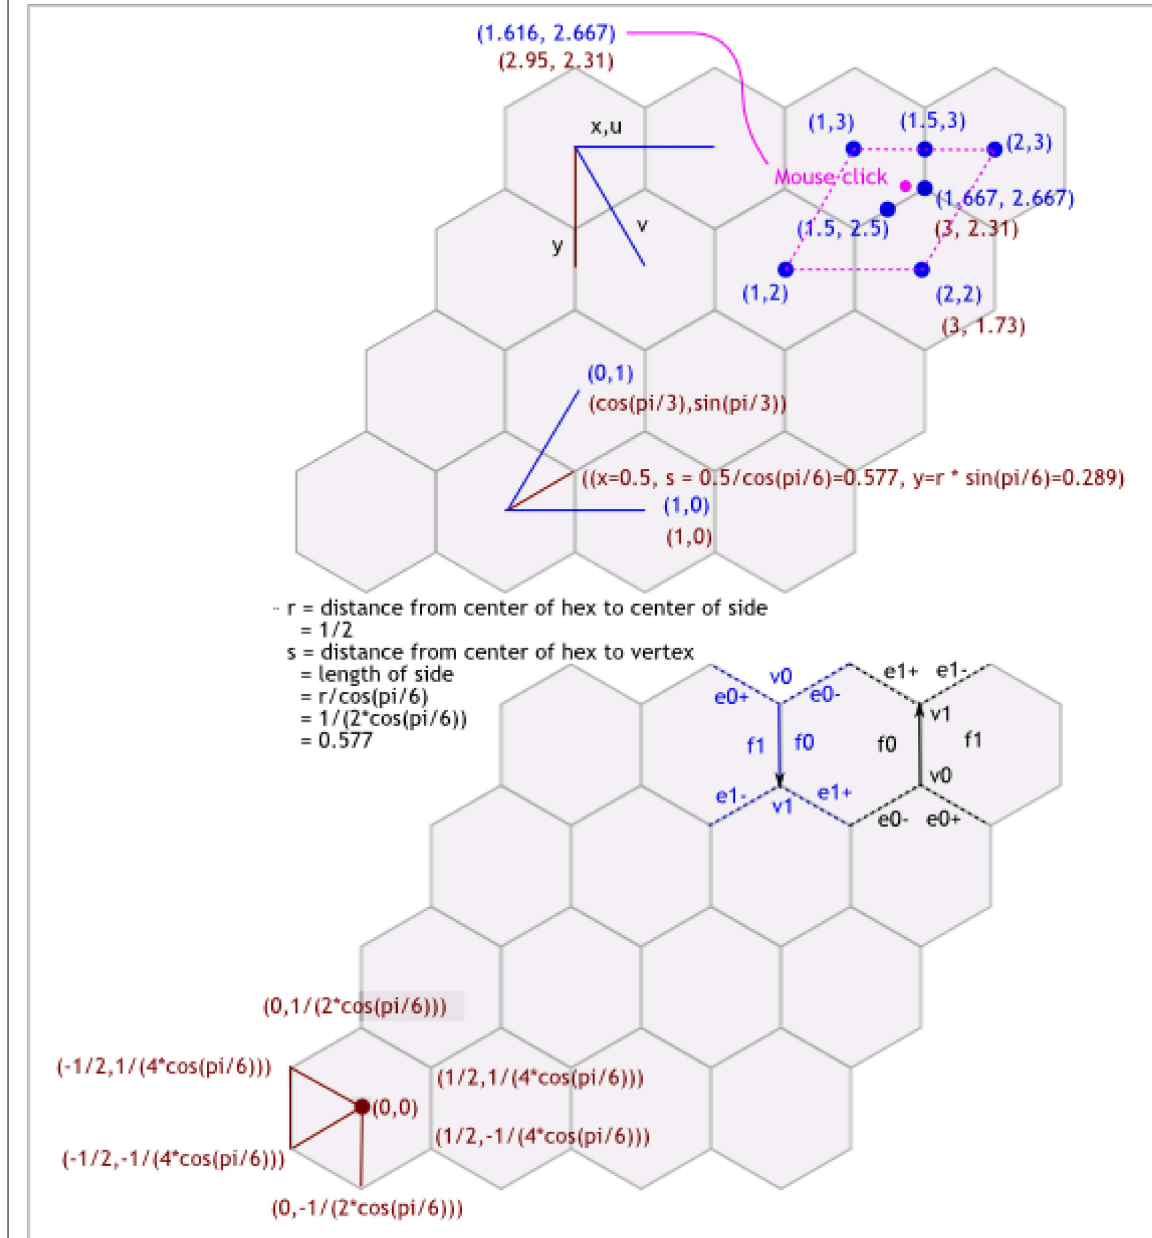 (1.616, 2.667)
(2.95, 2.31)
x,u
(1,3)
(1.5,3)
(2,3)
Mouse click
(1.667, 2.667)
v
(1.5, 2.5)
(3, 2.31)
y
(1,2)
(2,2)
(3, 1.73)
(0,1)
(cos(pi/3),sin(pi/3))
((x=0.5, s = 0.5/cos(pi/6)=0.577, y=r * sin(pi/6)=0.289)
(1,0)
(1,0)
r = distance from center of hex to center of side
= 1/2
s = distance from center of hex to vertex
= length of side
= r/cos(pi/6)
= 1/(2*cos(pi/6))
= 0.577
v0
e0+
e0-
e1+
e1-
v1
f1
f0
f0
f1
v0
e1-
v1
e1+
e0-
e0+
(0,1/(2*cos(pi/6)))
(-1/2,1/(4*cos(pi/6)))
(1/2,1/(4*cos(pi/6)))
(0,0)
(1/2,-1/(4*cos(pi/6)))
(-1/2,-1/(4*cos(pi/6)))
(0,-1/(2*cos(pi/6)))